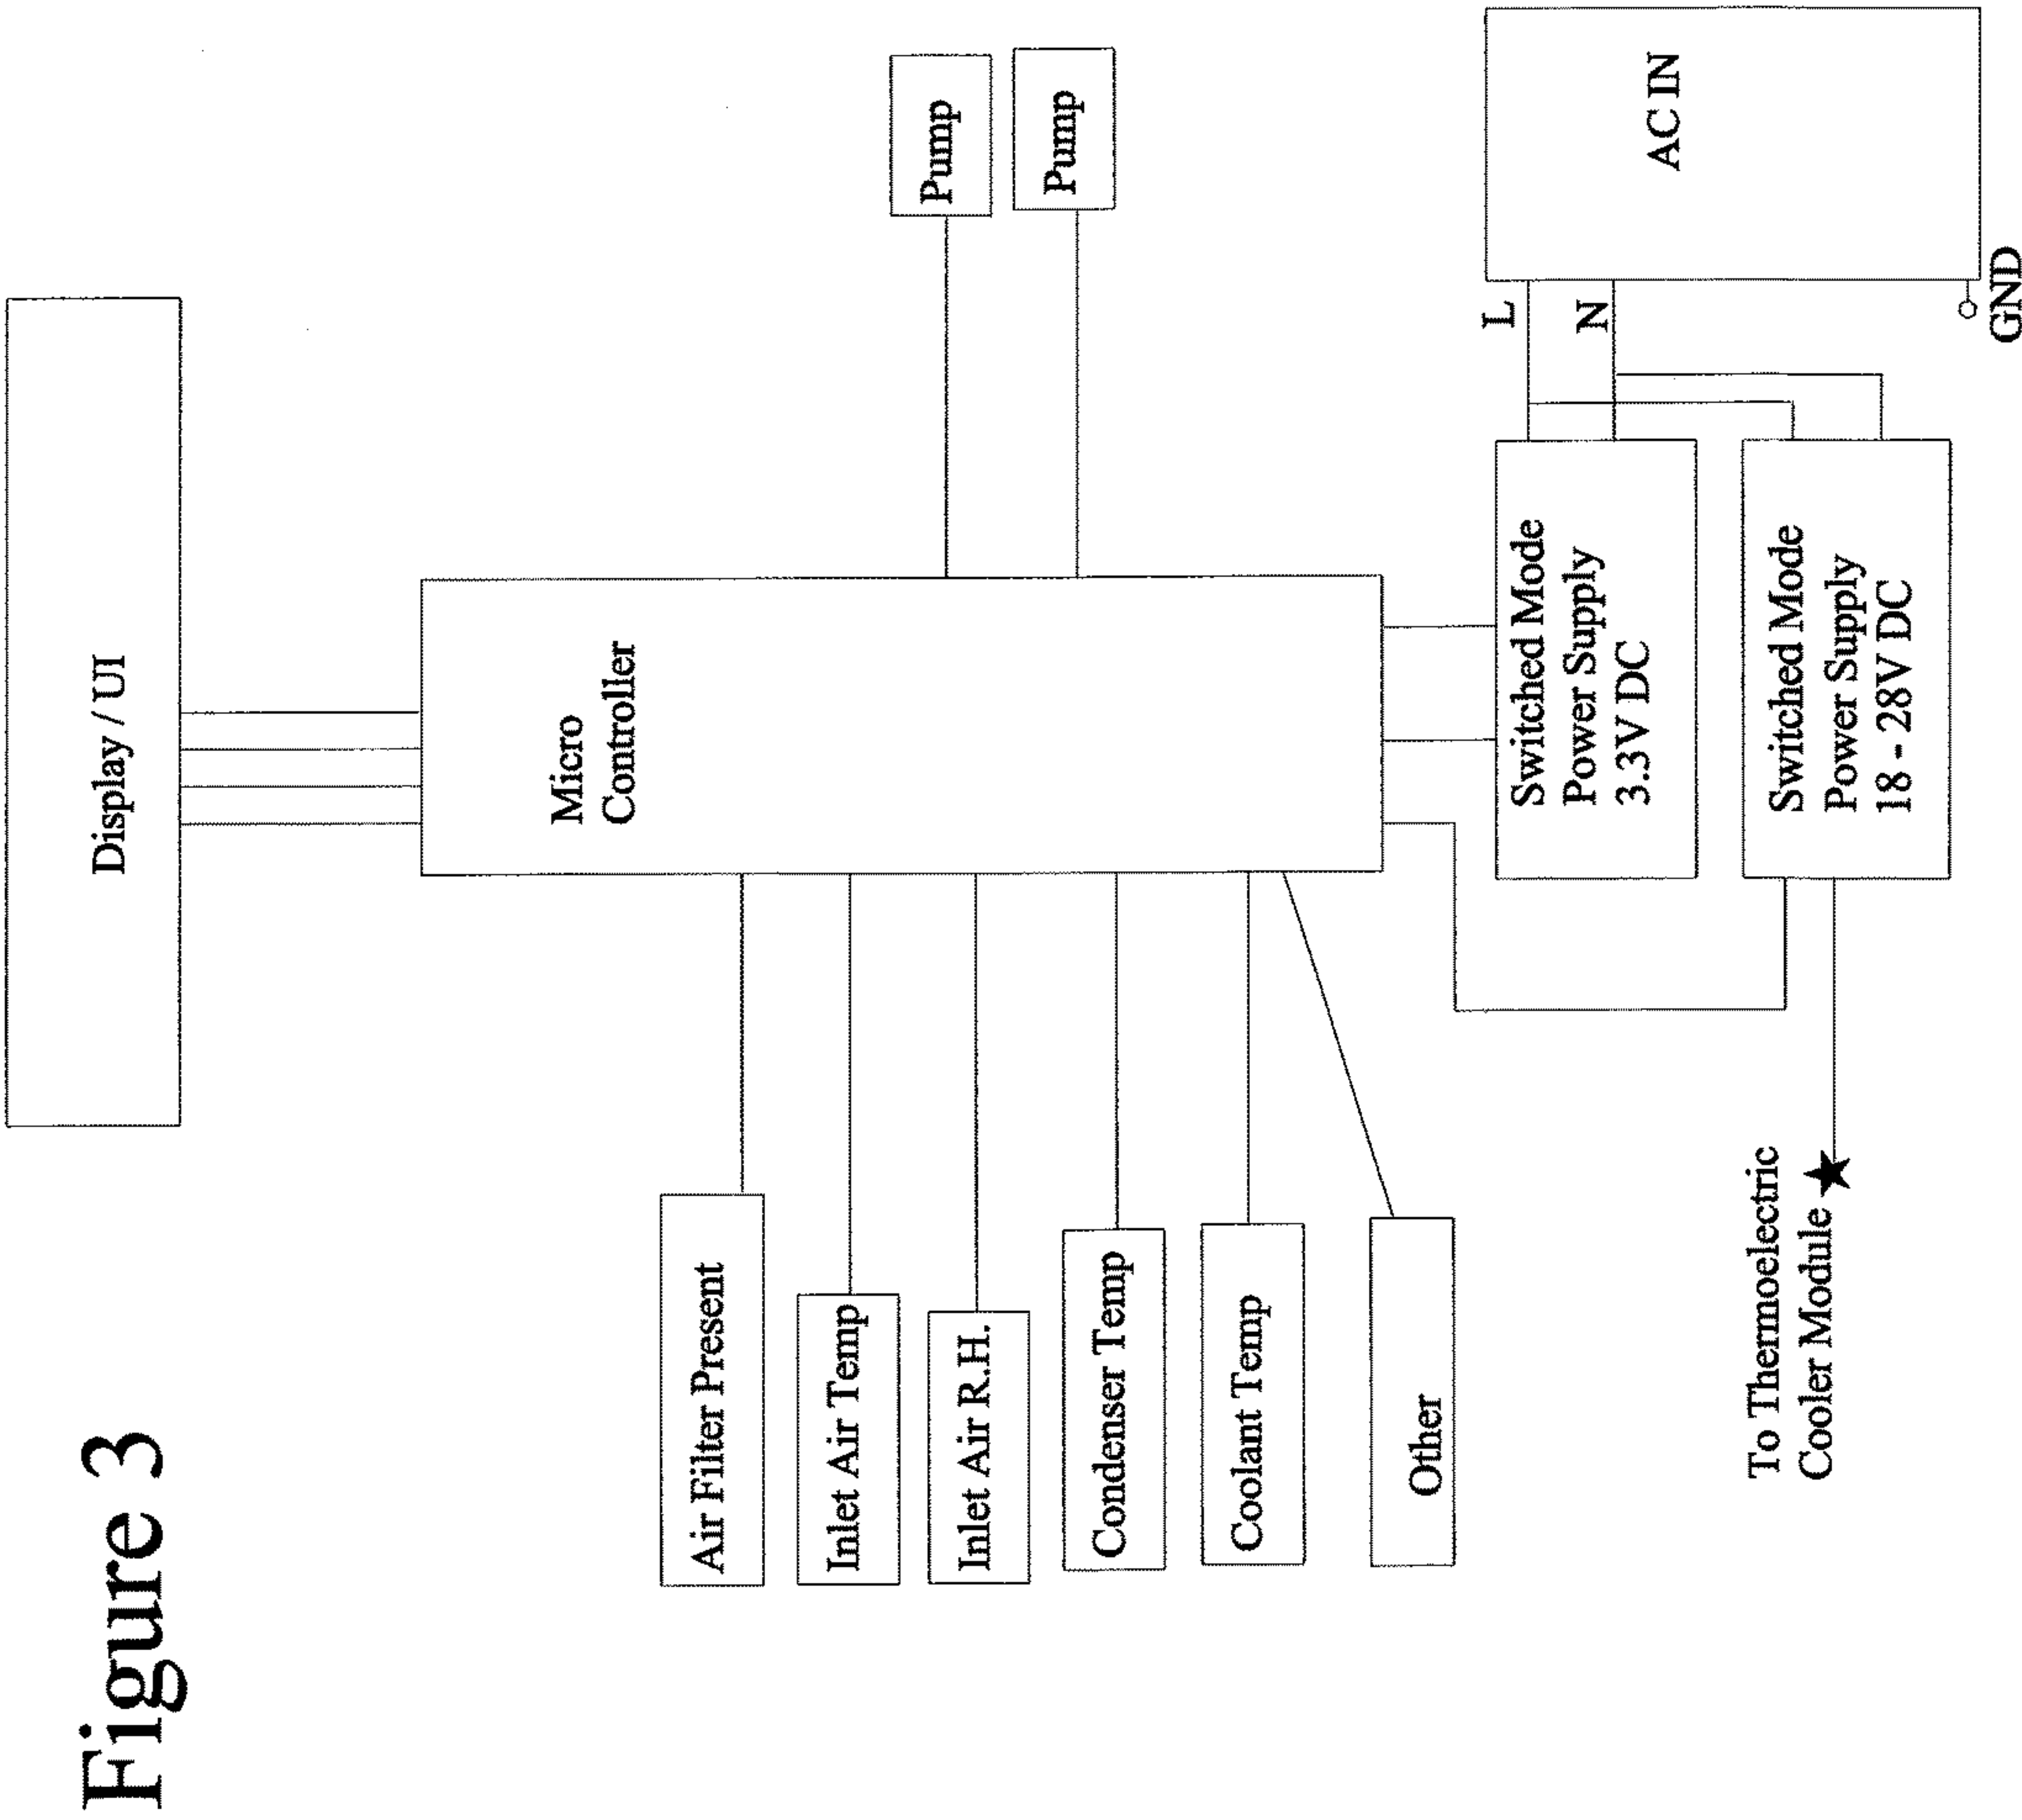 Figure 3
Display / UI
Micro
Controller
Pump
Pump
Air Filter Present
Inlet Air Temp
Inlet Air R.H.
Condenser Temp
Coolant Temp
Other
AC IN
L
N
GND
Switched Mode
Power Supply
3.3V DC
Switched Mode
Power Supply
18 - 28V DC
To Thermoelectric
Cooler Module